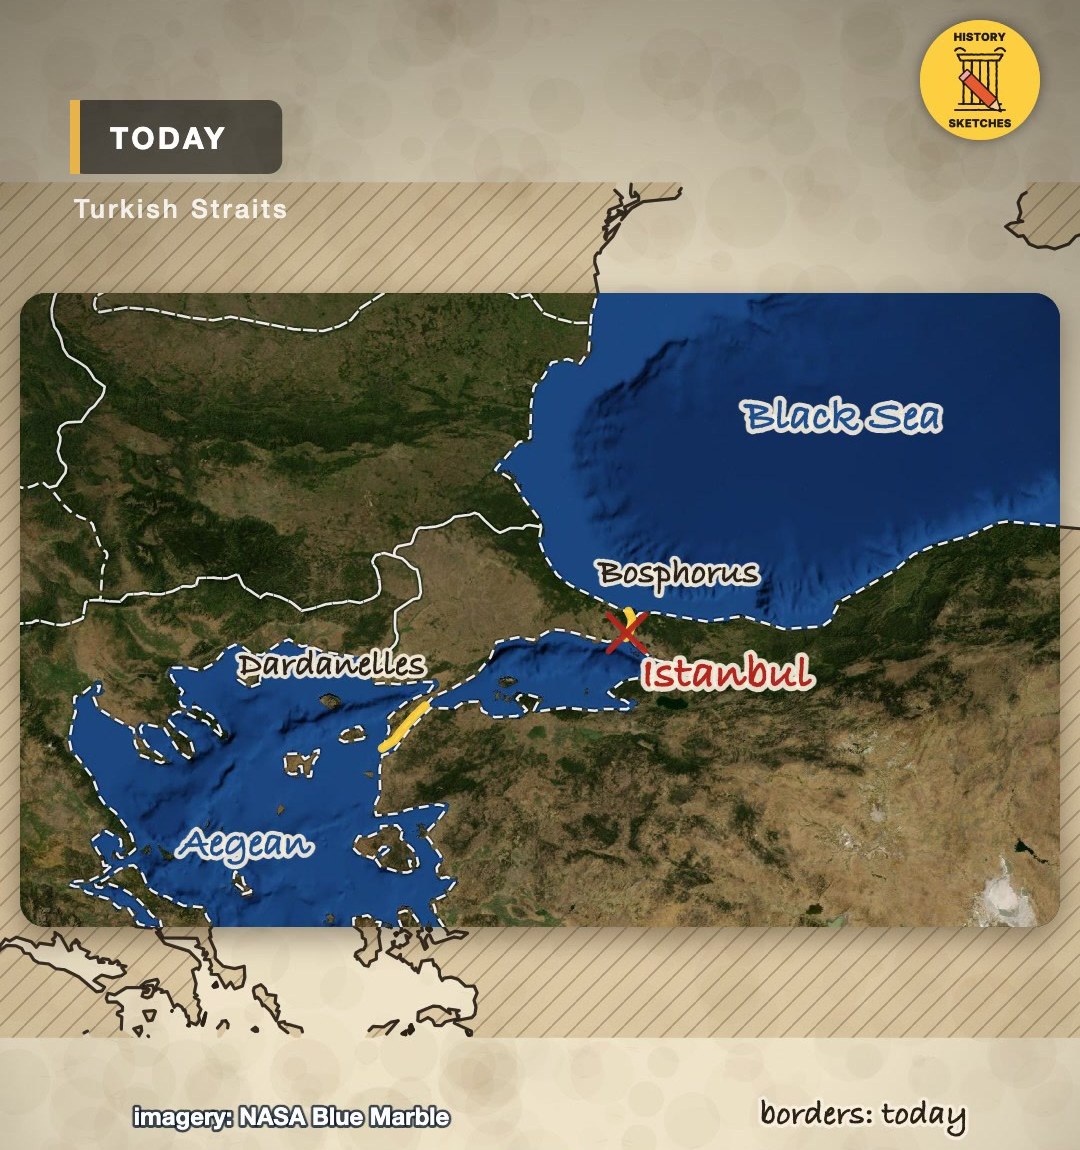 HISTORY
SKETCHES
TODAY
Turkish Straits
Black Sea
Bosphorus
Dardanelles
Istanbul
Aegean
imagery: NASA Blue Marble
borders: today